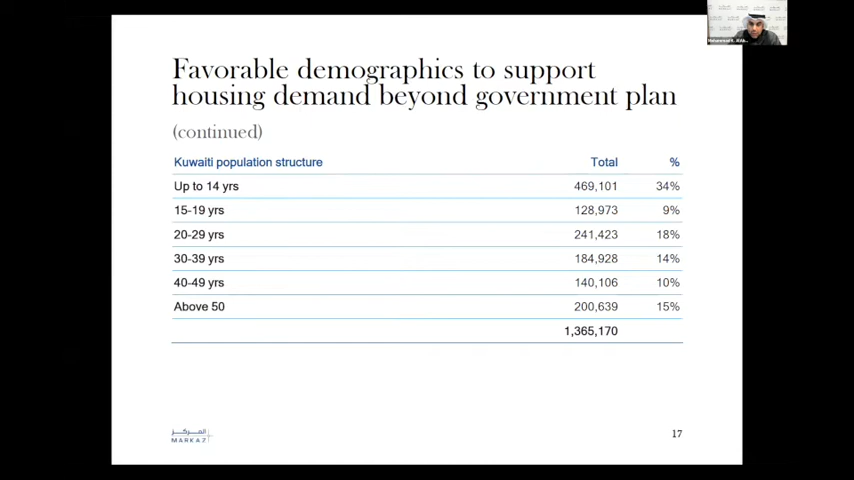 Favorable demographics to support
housing demand beyond government plan
(continued)
Kuwaiti population structure Total %
Up to 14 yrs 469,101 34%
15-19 yrs 128,973 9%
20-29 yrs 241,423 18%
30-39 yrs 184,928 14%
40-49 yrs 140,106 10%
Above 50 200,639 15%
1,365,170
المركز
MARKAZ
17